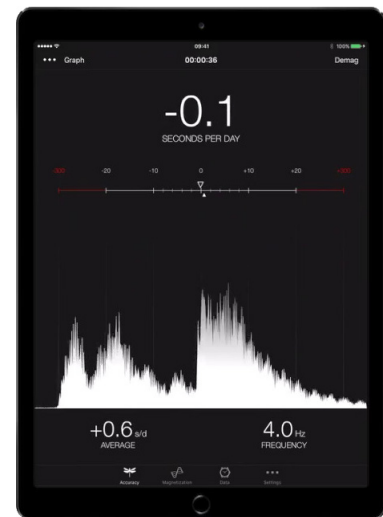 09:41 100%
••• Graph 00:00:36 Demag
-0.1
SECONDS PER DAY
-20 -10 0 +10 +20
+0.6 s/d 4.0 Hz
AVERAGE FREQUENCY
Accuracy Magnetization Data Settings